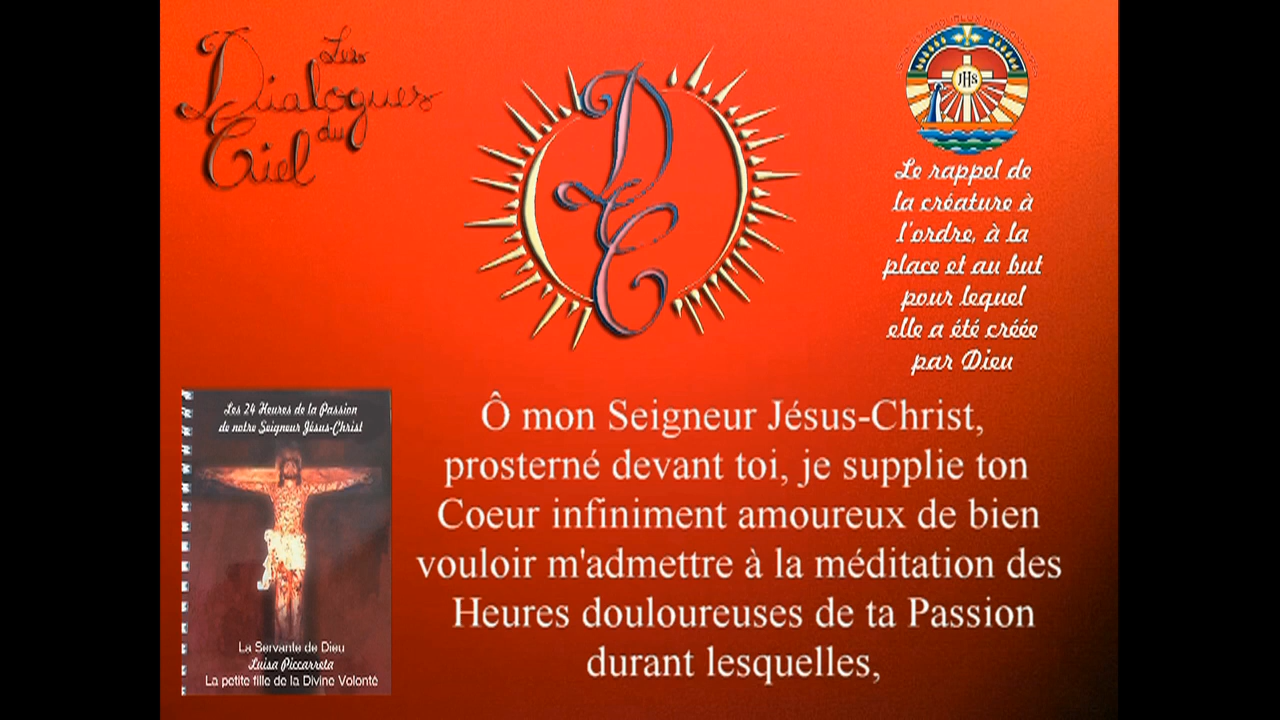 Les
Dialogues
du
Ciel
D
C
JHS
Le rappel de
la créature à
l'ordre, à la
place et au but
pour lequel
elle a été créée
par Dieu
Les 24 Heures de la Passion
de notre Seigneur Jésus-Christ
La Servante de Dieu
Luisa Piccarreta
La petite fille de la Divine Volonté
Ô mon Seigneur Jésus-Christ,
prosterné devant toi, je supplie ton
Coeur infiniment amoureux de bien
vouloir m'admettre à la méditation des
Heures douloureuses de ta Passion
durant lesquelles,